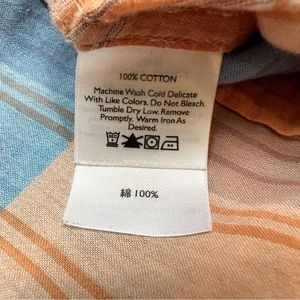 100% COTTON
Machine Wash Cold Delicate
With Like Colors. Do Not Bleach.
Tumble Dry Low. Remove
Promptly. Warm Iron As
Desired.
綿 100%